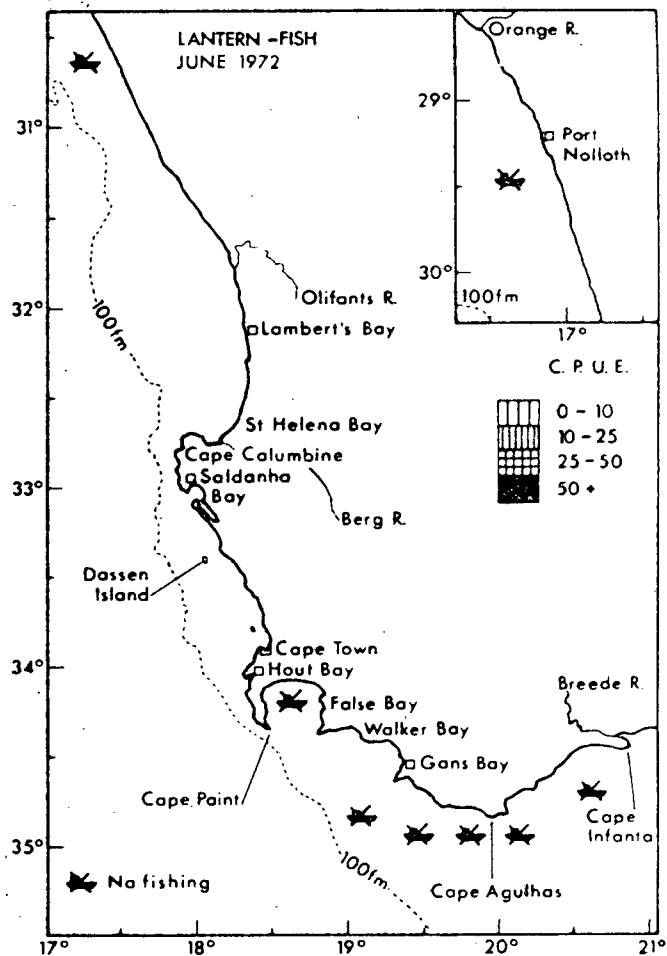 LANTERN-FISH
JUNE 1972
Orange R.
29°
Port
Nolloth
30°
100fm
17°
31°
Olifants R.
32°
100fm
Lambert's Bay
C. P. U. E.
0 - 10
10 - 25
25 - 50
50 +
St Helena Bay
Cape Calumbine
Saldanha
Bay
33°
Berg R.
Dassen
Island
Cape Town
34°
Hout Bay
Breede R.
False Bay
Walker Bay
Gans Bay
Cape Point
Cape
Infanta
35°
100fm
No fishing
Cape Agulhas
17°
18°
19°
20°
21°